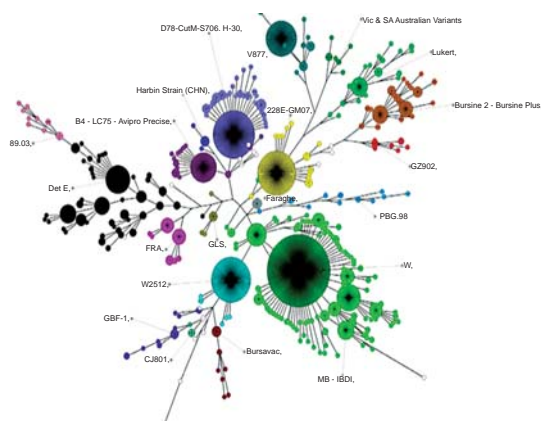 D78-CutM-S706. H-30,
Vic & SA Australian Variants
V877,
Lukert,
Harbin Strain (CHN),
228E-GM07,
Bursine 2 - Bursine Plus
B4 - LC75 - Avipro Precise,
89.03,
GZ902,
Det E,
Faraghe,
PBG.98
FRA,
GLS,
W,
W2512,
GBF-1,
CJ801,
Bursavac,
MB - IBDI,